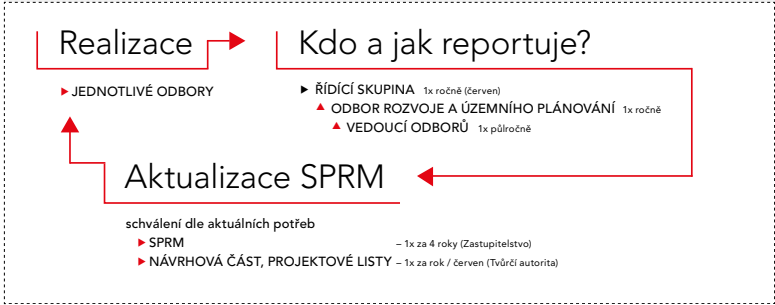 Realizace
JEDNOTLIVÉ ODBORY
Kdo a jak reportuje?
ŘÍDÍCÍ SKUPINA 1x ročně (červen)
ODBOR ROZVOJE A ÚZEMNÍHO PLÁNOVÁNÍ 1x ročně
VEDOUCÍ ODBORŮ 1x půlročně
Aktualizace SPRM
schválení dle aktuálních potřeb
SPRM – 1x za 4 roky (Zastupitelstvo)
NÁVRHOVÁ ČÁST, PROJEKTOVÉ LISTY – 1x za rok / červen (Tvůrčí autorita)